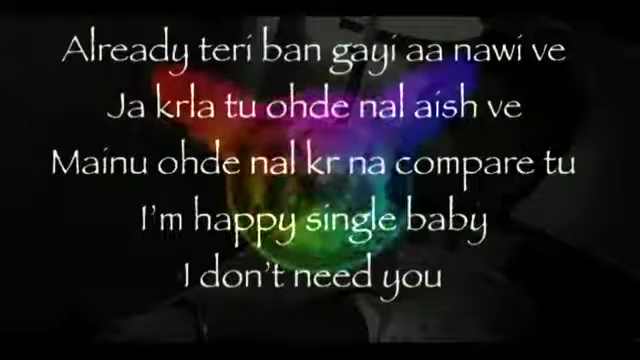 Already teri ban gayi aa nawi ve
Ja krla tu ohde nal aish ve
Mainu ohde nal kr na compare tu
I'm happy single baby
I don't need you